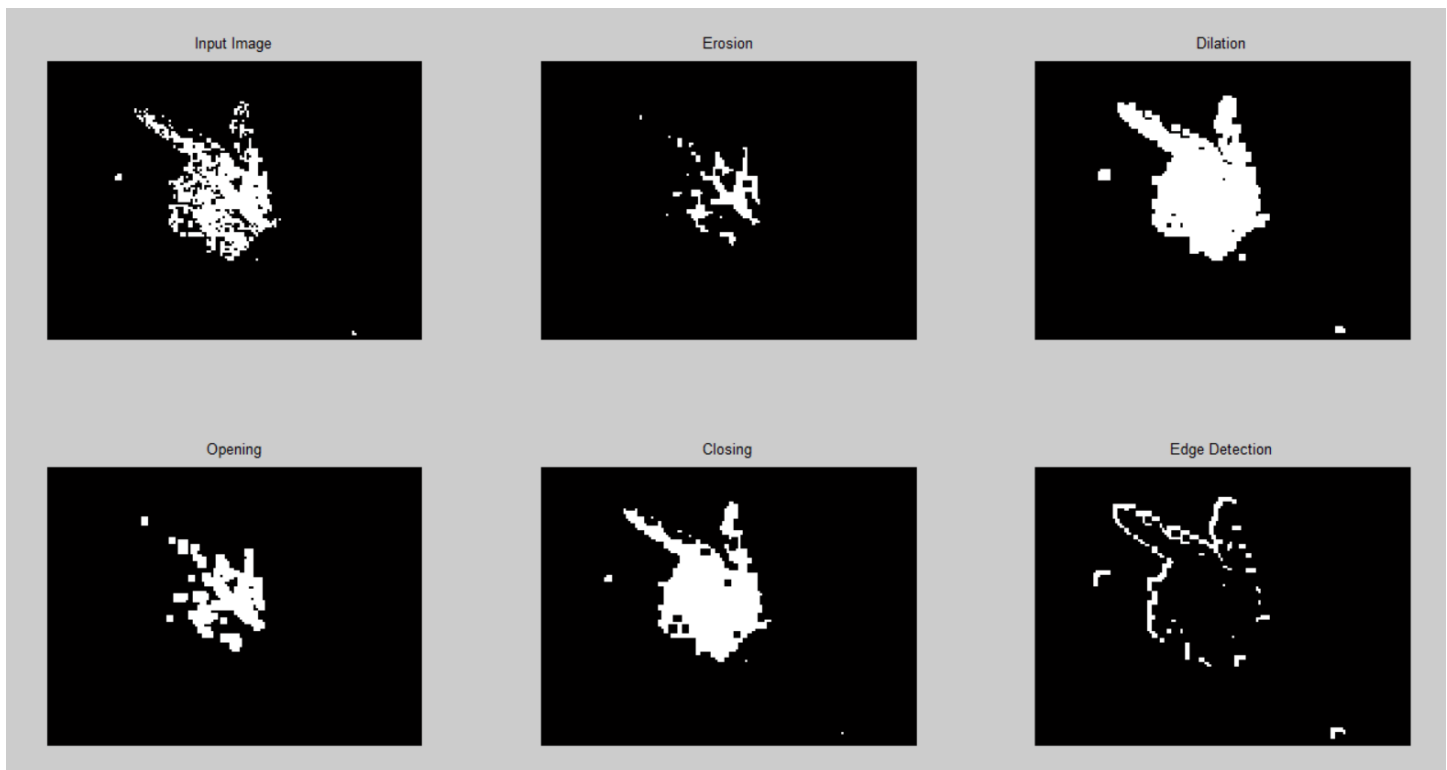 Input Image
Erosion
Dilation
Opening
Closing
Edge Detection